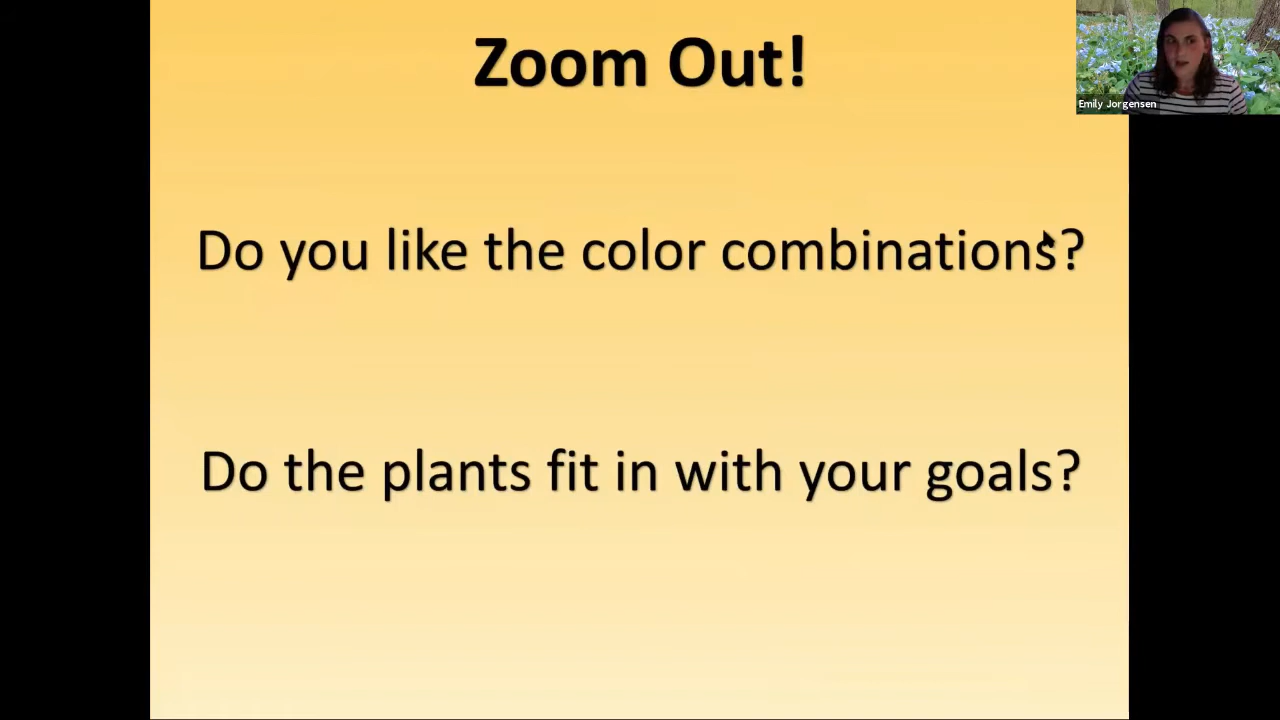 Zoom Out!
Emily Jorgensen
Do you like the color combinations?
Do the plants fit in with your goals?